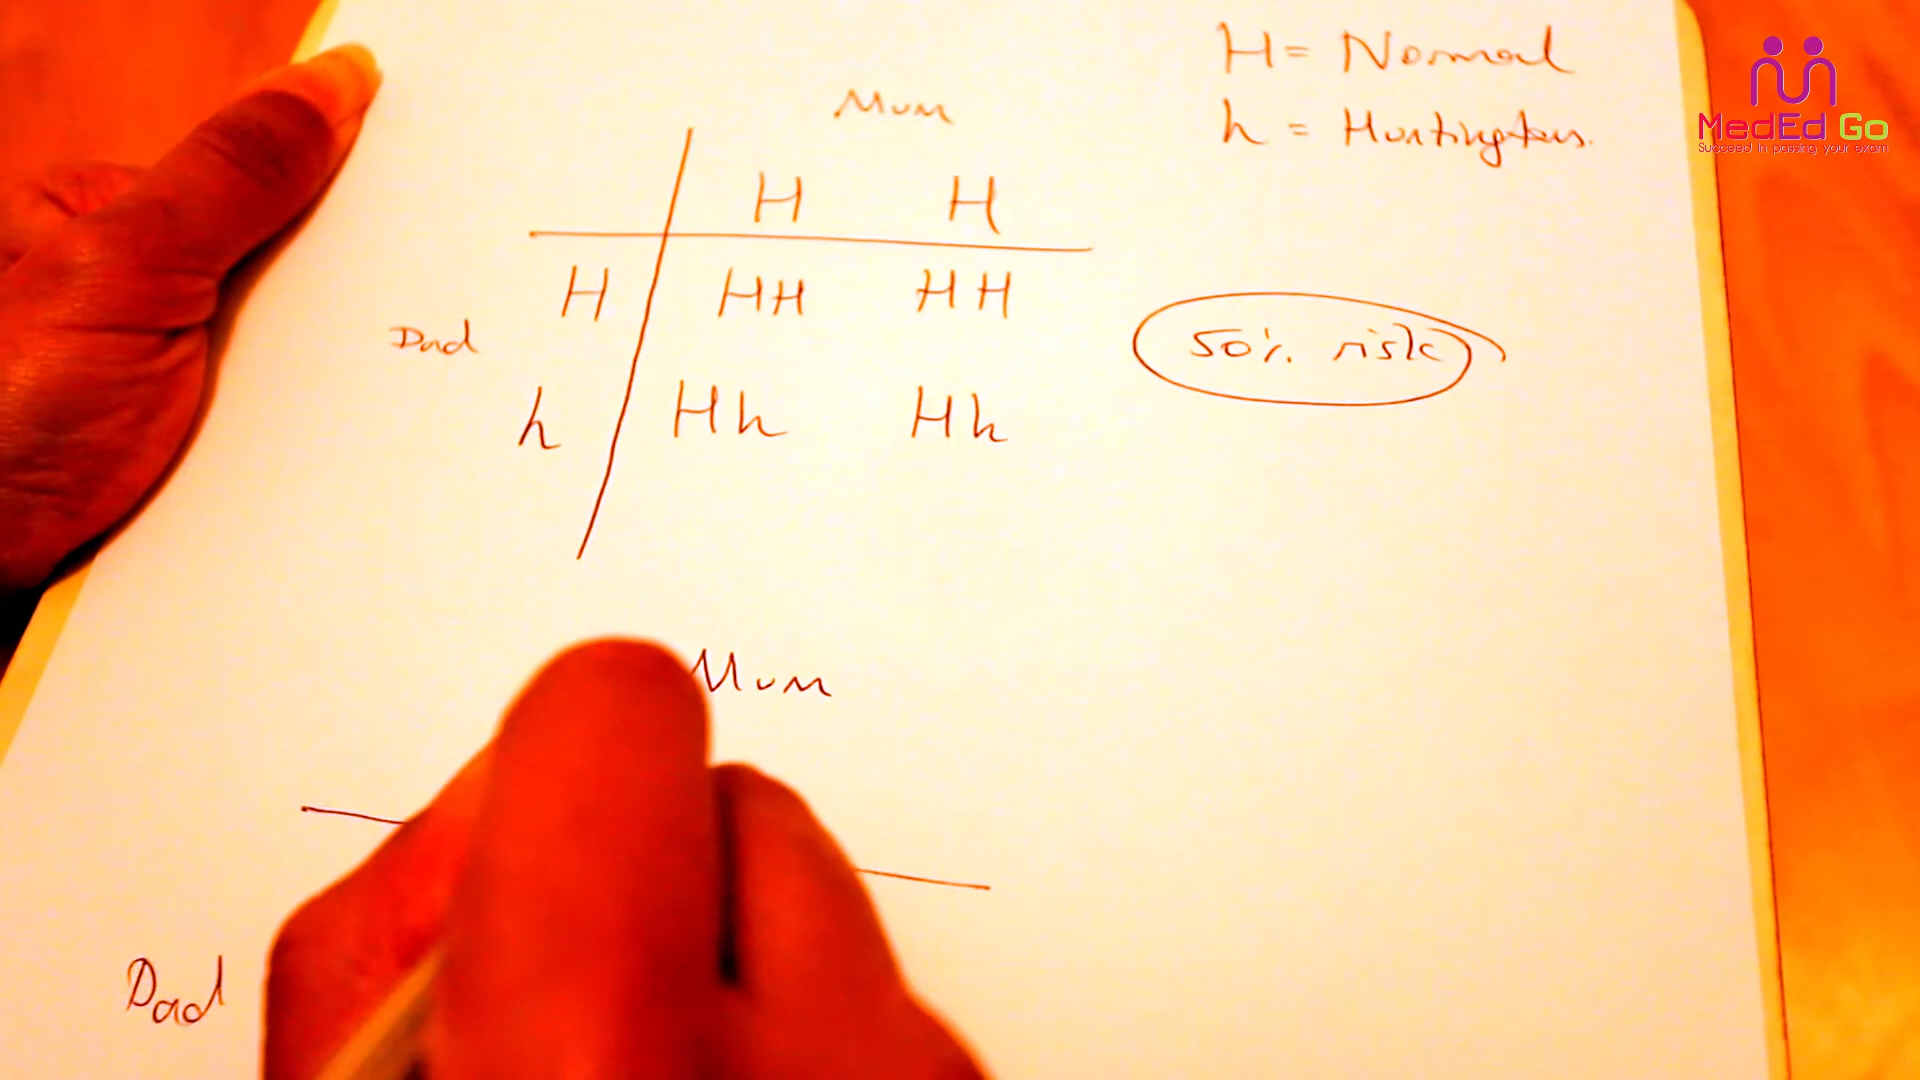 H = Normal
h = Huntingtons.
MedEd Go
Succeed in passing your exam
Mum
H H
H HH HH
Dad
50% risk
h Hh Hh
Mum
Dad